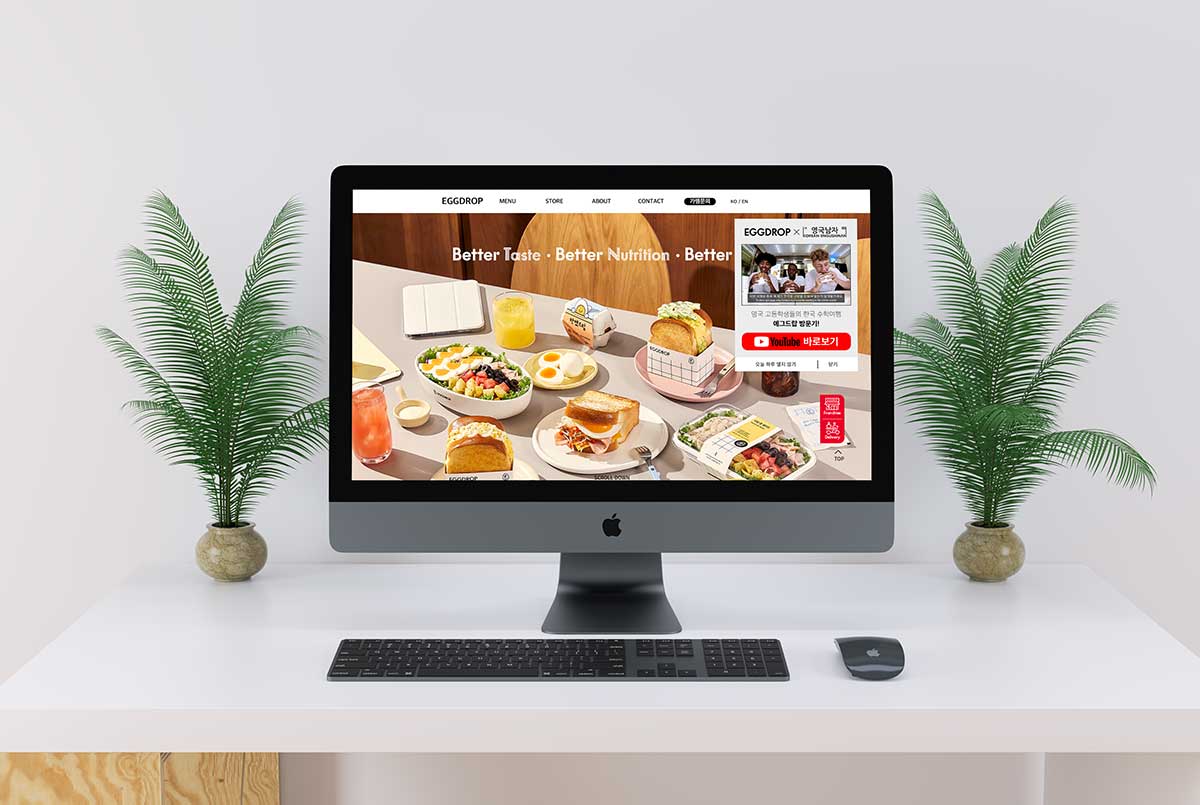 EGGDROP MENU STORE ABOUT CONTACT 가맹문의 KO / EN
Better Taste · Better Nutrition · Better
EGGDROP × 영국남자
KOREAN ENGLISHMAN
영국 고등학생들의 한국 수학여행
에그드랍 방문기!
YouTube 바로보기
오늘 하루 열지 않기 | 닫기
EGGDROP
Franchise
Delivery
TOP
EGGDROP
SCROLL DOWN